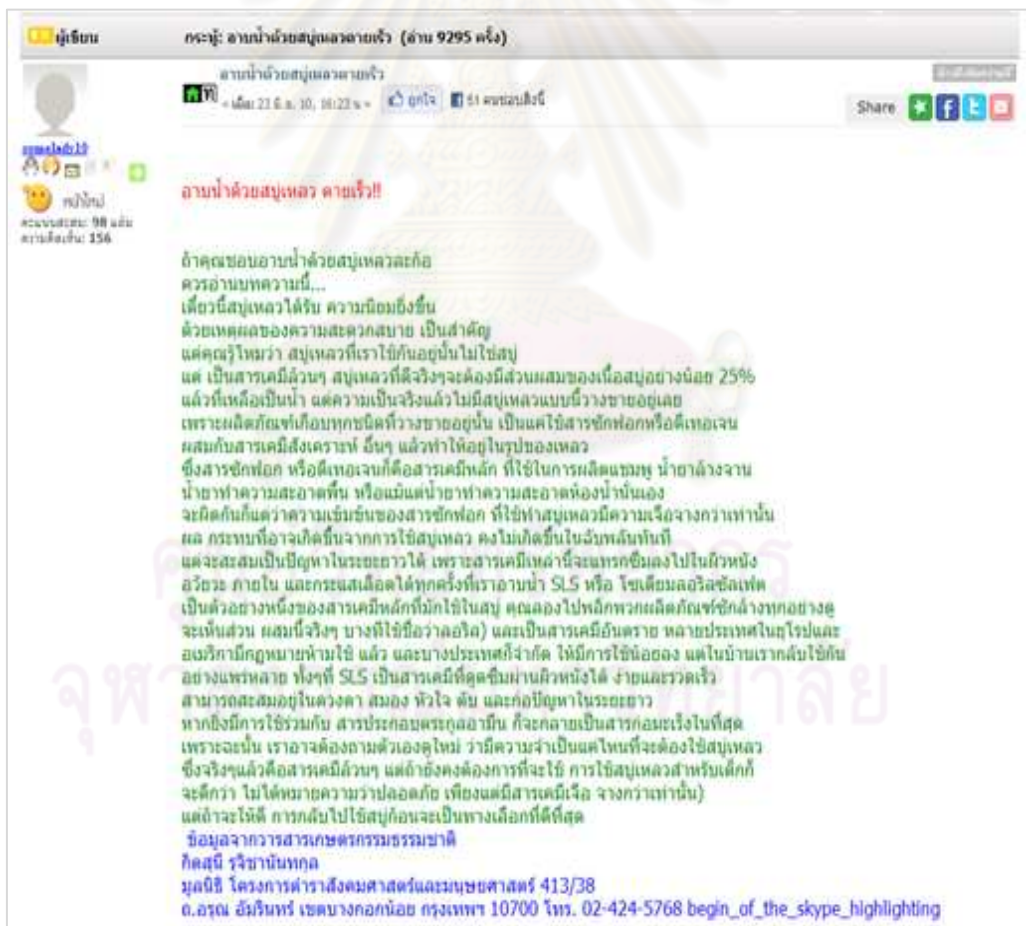 ผู้เขียน
กระทู้: อาบน้ำด้วยสบู่เหลวตายเร็ว (อ่าน 9295 ครั้ง)
อาบน้ำด้วยสบู่เหลวตายเร็ว
16:23 น » ถูกใจ 51 คนชอบสิ่งนี้
Share
หน้าใหม่
คะแนนสะสม: 98 แต้ม
ความคิดเห็น: 156
อาบน้ำด้วยสบู่เหลว ตายเร็ว!!
ถ้าคุณชอบอาบน้ำด้วยสบู่เหลวละก้อ
ควรอ่านบทความนี้...
เดี๋ยวนี้สบู่เหลวได้รับ ความนิยมยิ่งขึ้น
ด้วยเหตุผลของความสะดวกสบาย เป็นสำคัญ
แต่คุณรู้ไหมว่า สบู่เหลวที่เราใช้กันอยู่นั้นไม่ใช่สบู่
แต่ เป็นสารเคมีล้วนๆ สบู่เหลวที่ดีจริงๆจะต้องมีส่วนผสมของเนื้อสบู่อย่างน้อย 25%
แล้วที่เหลือเป็นน้ำ แต่ความเป็นจริงแล้วไม่มีสบู่เหลวแบบนี้วางขายอยู่เลย
เพราะผลิตภัณฑ์เกือบทุกชนิดที่วางขายอยู่นั้น เป็นแค่ใช้สารซักฟอกหรือดีเทอเจน
ผสมกับสารเคมีสังเคราะห์ อื่นๆ แล้วทำให้อยู่ในรูปของเหลว
ซึ่งสารซักฟอก หรือดีเทอเจนก็คือสารเคมีหลัก ที่ใช้ในการผลิตแชมพู น้ำยาล้างจาน
น้ำยาทำความสะอาดพื้น หรือแม้แต่น้ำยาทำความสะอาดห้องน้ำนั่นเอง
จะผิดกันก็แต่ว่าความเข้มข้นของสารซักฟอก ที่ใช้ทำสบู่เหลวมีความเจือจางกว่าเท่านั้น
ผล กระทบที่อาจเกิดขึ้นจากการใช้สบู่เหลว คงไม่เกิดขึ้นในฉับพลันทันที
แต่จะสะสมเป็นปัญหาในระยะยาวได้ เพราะสารเคมีเหล่านี้จะแทรกซึมลงไปในผิวหนัง
อวัยวะ ภายใน และกระแสเลือดได้ทุกครั้งที่เราอาบน้ำ SLS หรือ โซเดียมลอริลซัลเฟต
เป็นตัวอย่างหนึ่งของสารเคมีหลักที่มักใช้ในสบู่ คุณลองไปพลิกพวกผลิตภัณฑ์ซักล้างทุกอย่างดู
จะเห็นส่วน ผสมนี้จริงๆ บางทีใช้ชื่อว่าลอริล) และเป็นสารเคมีอันตราย หลายประเทศในยุโรปและ
อเมริกามีกฎหมายห้ามใช้ แล้ว และบางประเทศก็จำกัด ให้มีการใช้น้อยลง แต่ในบ้านเรากลับใช้กัน
อย่างแพร่หลาย ทั้งๆที่ SLS เป็นสารเคมีที่ดูดซึมผ่านผิวหนังได้ ง่ายและรวดเร็ว
สามารถสะสมอยู่ในดวงตา สมอง หัวใจ ตับ และก่อปัญหาในระยะยาว
หากยิ่งมีการใช้ร่วมกับ สารประกอบตระกูลอามีน ก็จะกลายเป็นสารก่อมะเร็งในที่สุด
เพราะฉะนั้น เราอาจต้องถามตัวเองดูใหม่ ว่ามีความจำเป็นแค่ไหนที่จะต้องใช้สบู่เหลว
ซึ่งจริงๆแล้วคือสารเคมีล้วนๆ แต่ถ้ายังคงต้องการที่จะใช้ การใช้สบู่เหลวสำหรับเด็กก็
จะดีกว่า ไม่ได้หมายความว่าปลอดภัย เพียงแต่มีสารเคมีเจือ จางกว่าเท่านั้น)
แต่ถ้าจะให้ดี การกลับไปใช้สบู่ก้อนจะเป็นทางเลือกที่ดีที่สุด
ข้อมูลจากวารสารเกษตรกรรมธรรมชาติ
กิตสุนี รุจิชานันทกุล
มูลนิธิ โครงการตำราสังคมศาสตร์และมนุษยศาสตร์ 413/38
ถ.อรุณ อัมรินทร์ เขตบางกอกน้อย กรุงเทพฯ 10700 โทร. 02-424-5768 begin_of_the_skype_highlighting